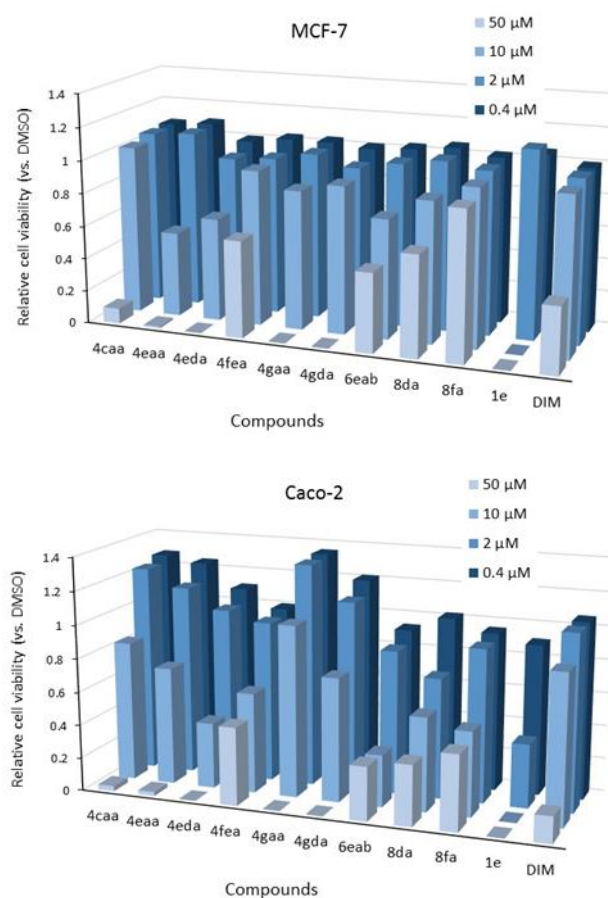 MCF-7
50 µM
10 µM
2 µM
0.4 µM
Relative cell viability (vs. DMSO)
1.4
1.2
1
0.8
0.6
0.4
0.2
0
4caa 4eaa 4eda 4fea 4gaa 4gda 6eab 8da 8fa 1e DIM
Compounds
Caco-2
50 µM
10 µM
2 µM
0.4 µM
Relative cell viability (vs. DMSO)
1.4
1.2
1
0.8
0.6
0.4
0.2
0
4caa 4eaa 4eda 4fea 4gaa 4gda 6eab 8da 8fa 1e DIM
Compounds